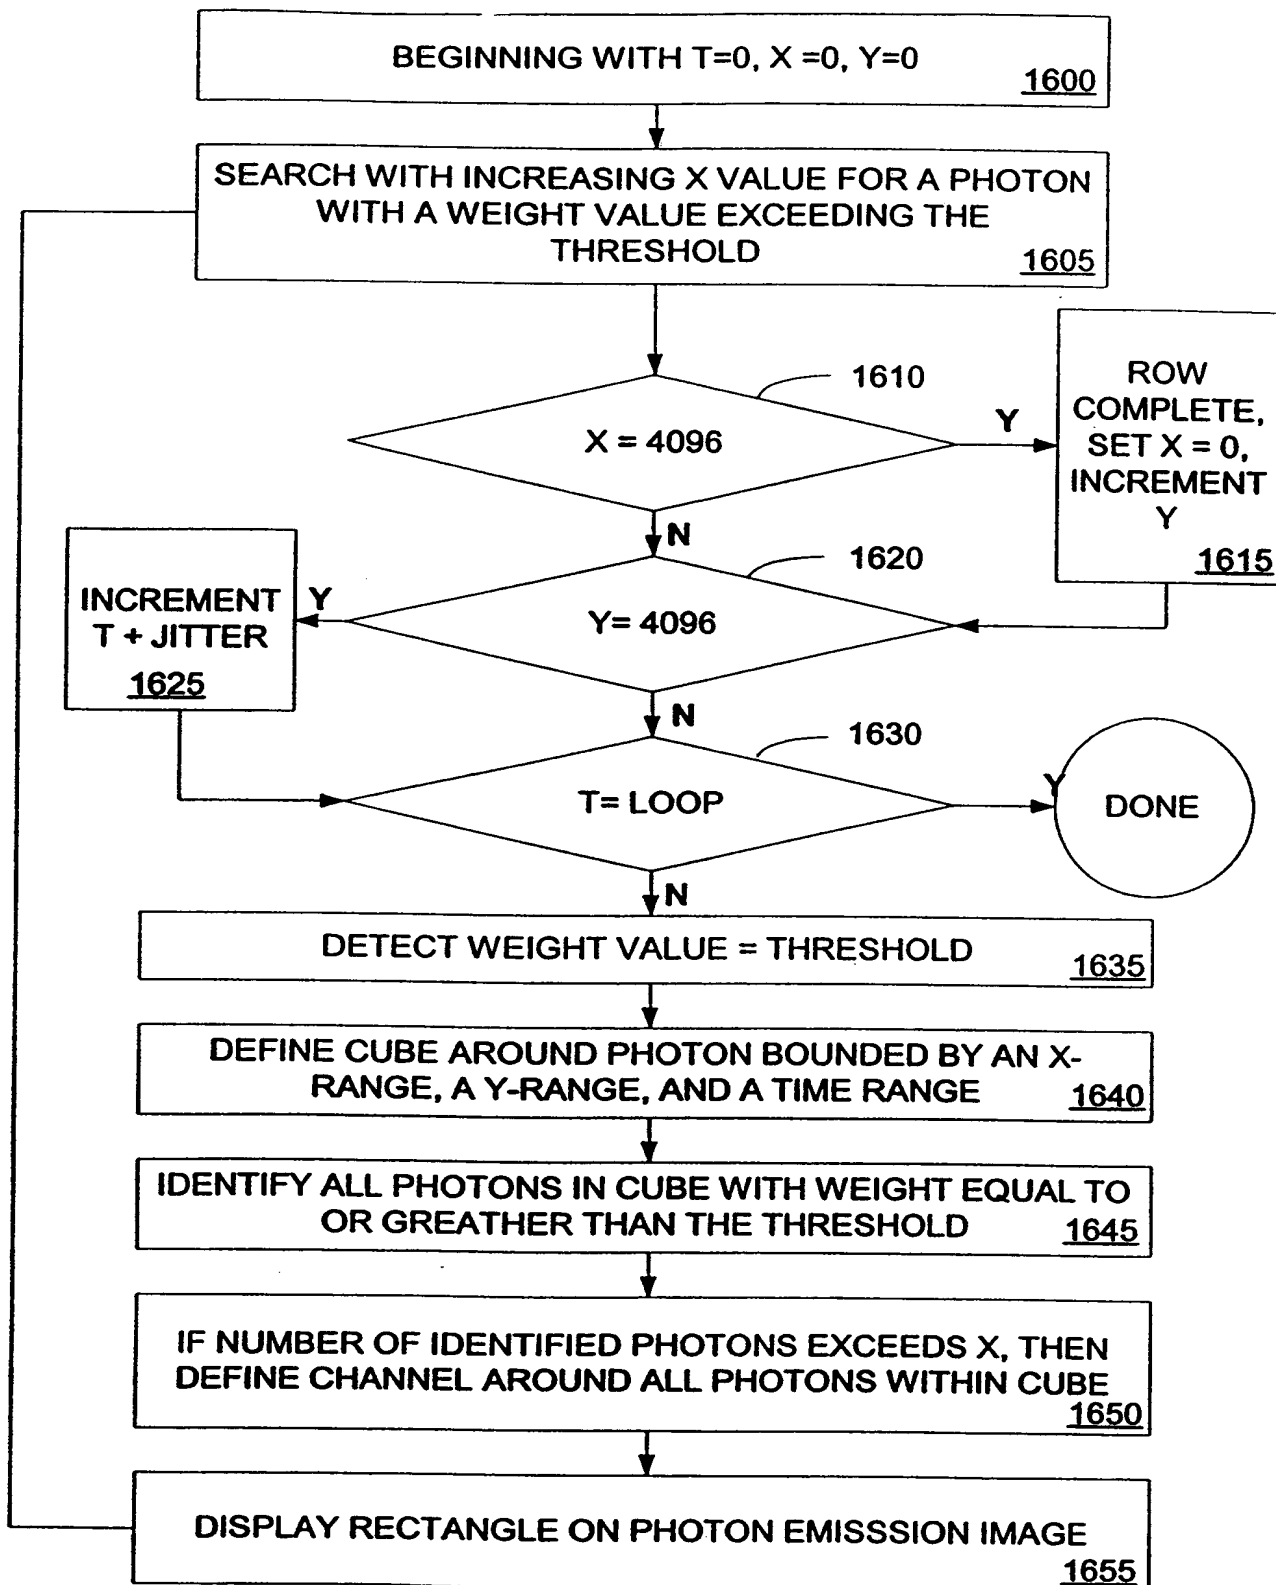 BEGINNING WITH T=0, X =0, Y=0
1600
SEARCH WITH INCREASING X VALUE FOR A PHOTON
WITH A WEIGHT VALUE EXCEEDING THE
THRESHOLD
1605
1610
X = 4096
Y
ROW
COMPLETE,
SET X = 0,
INCREMENT
Y
1615
N
1620
Y= 4096
Y
INCREMENT
T + JITTER
1625
N
1630
T= LOOP
Y
DONE
N
DETECT WEIGHT VALUE = THRESHOLD
1635
DEFINE CUBE AROUND PHOTON BOUNDED BY AN X-
RANGE, A Y-RANGE, AND A TIME RANGE
1640
IDENTIFY ALL PHOTONS IN CUBE WITH WEIGHT EQUAL TO
OR GREATHER THAN THE THRESHOLD
1645
IF NUMBER OF IDENTIFIED PHOTONS EXCEEDS X, THEN
DEFINE CHANNEL AROUND ALL PHOTONS WITHIN CUBE
1650
DISPLAY RECTANGLE ON PHOTON EMISSSION IMAGE
1655